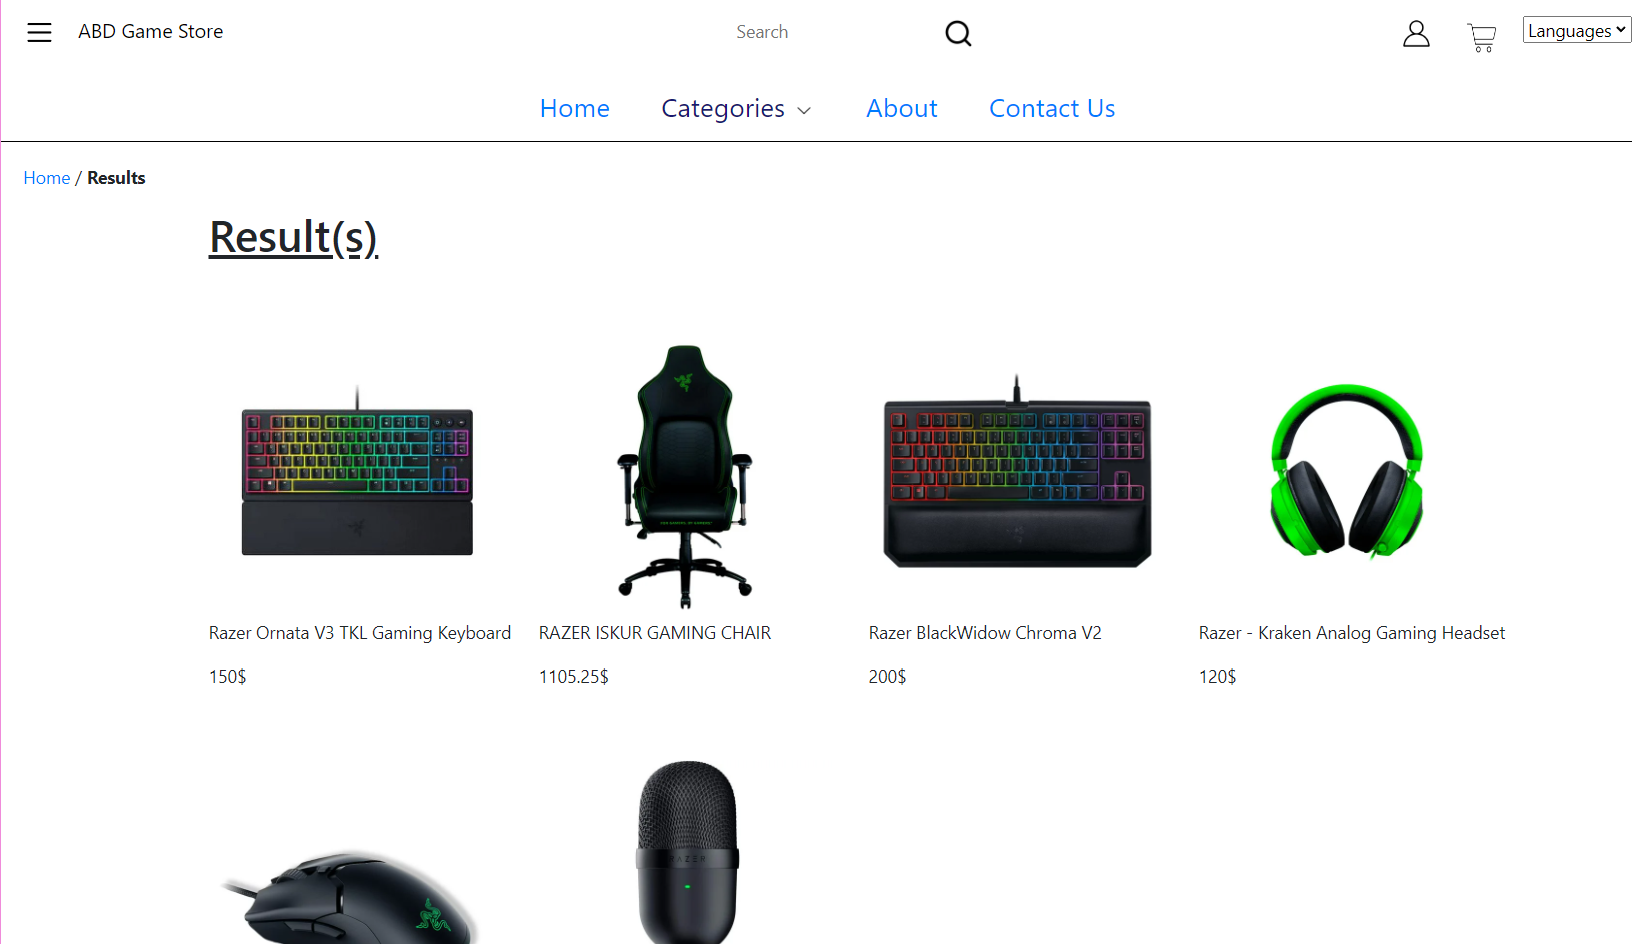 ABD Game Store
Search
Languages
Home
Categories
About
Contact Us
Home / Results
Result(s)
Razer Ornata V3 TKL Gaming Keyboard
RAZER ISKUR GAMING CHAIR
Razer BlackWidow Chroma V2
Razer - Kraken Analog Gaming Headset
150$
1105.25$
200$
120$
RAZER